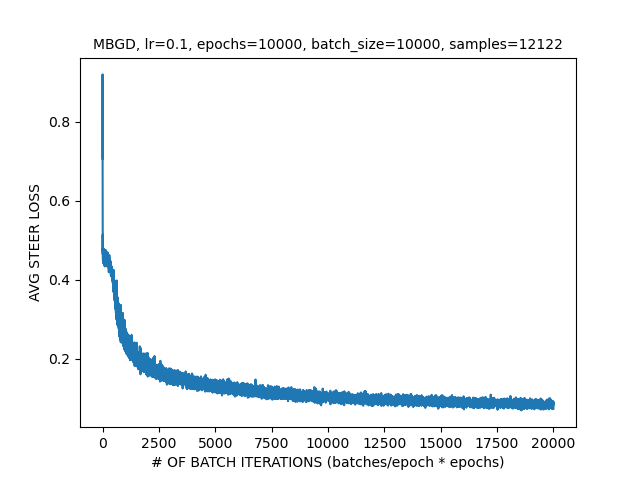 MBGD, lr=0.1, epochs=10000, batch_size=10000, samples=12122
AVG STEER LOSS
0.8
0.6
0.4
0.2
0 2500 5000 7500 10000 12500 15000 17500 20000
# OF BATCH ITERATIONS (batches/epoch * epochs)